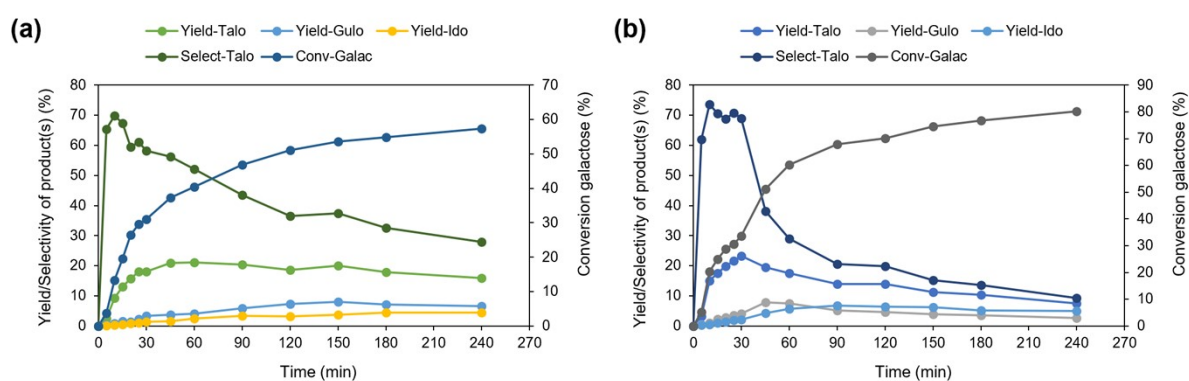 (a)
Yield-Talo Yield-Gulo Yield-Ido
Select-Talo Conv-Galac
Yield/Selectivity of product(s) (%)
80
70
60
50
40
30
20
10
0
70
60
50
40
30
20
10
0
Conversion galactose (%)
0 30 60 90 120 150 180 210 240 270
Time (min)
(b)
Yield-Talo Yield-Gulo Yield-Ido
Select-Talo Conv-Galac
Yield/Selectivity of product(s) (%)
80
70
60
50
40
30
20
10
0
90
80
70
60
50
40
30
20
10
0
Conversion galactose (%)
0 30 60 90 120 150 180 210 240 270
Time (min)